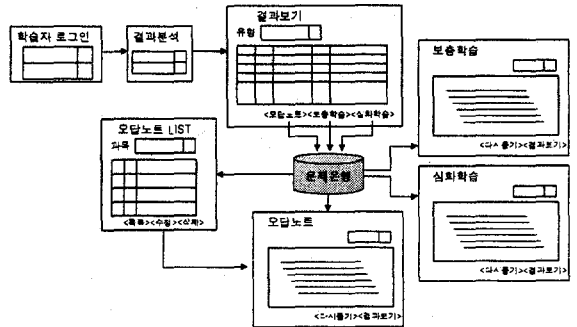 학습자 로그인
결과분석
결과보기
유형
<오답노트><보충학습><심화학습>
보충학습
<다시풀기><결과보기>
오답노트 LIST
과목
<목록><수정><삭제>
문제은행
심화학습
<다시풀기><결과보기>
오답노트
<다시풀기><결과보기>